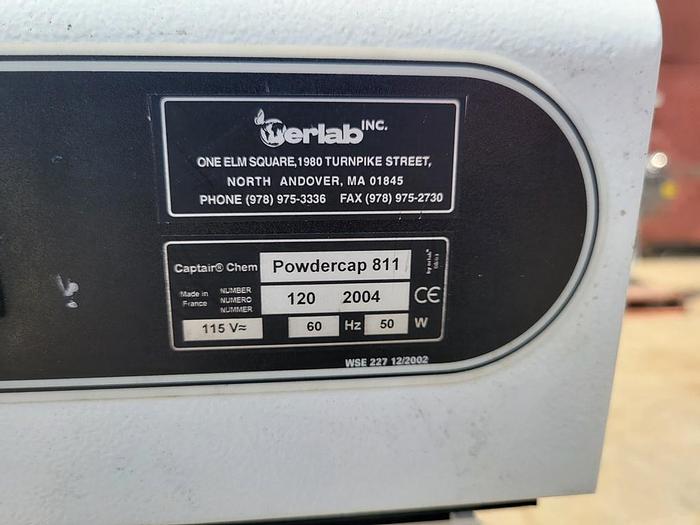 erlab INC.
ONE ELM SQUARE, 1980 TURNPIKE STREET,
NORTH ANDOVER, MA 01845
PHONE (978) 975-3336 FAX (978) 975-2730
Captair® Chem Powdercap 811
Made in France NUMBER NUMERO NUMMER 120 2004 CE
115 V≂ 60 Hz 50 W
WSE 227 12/2002